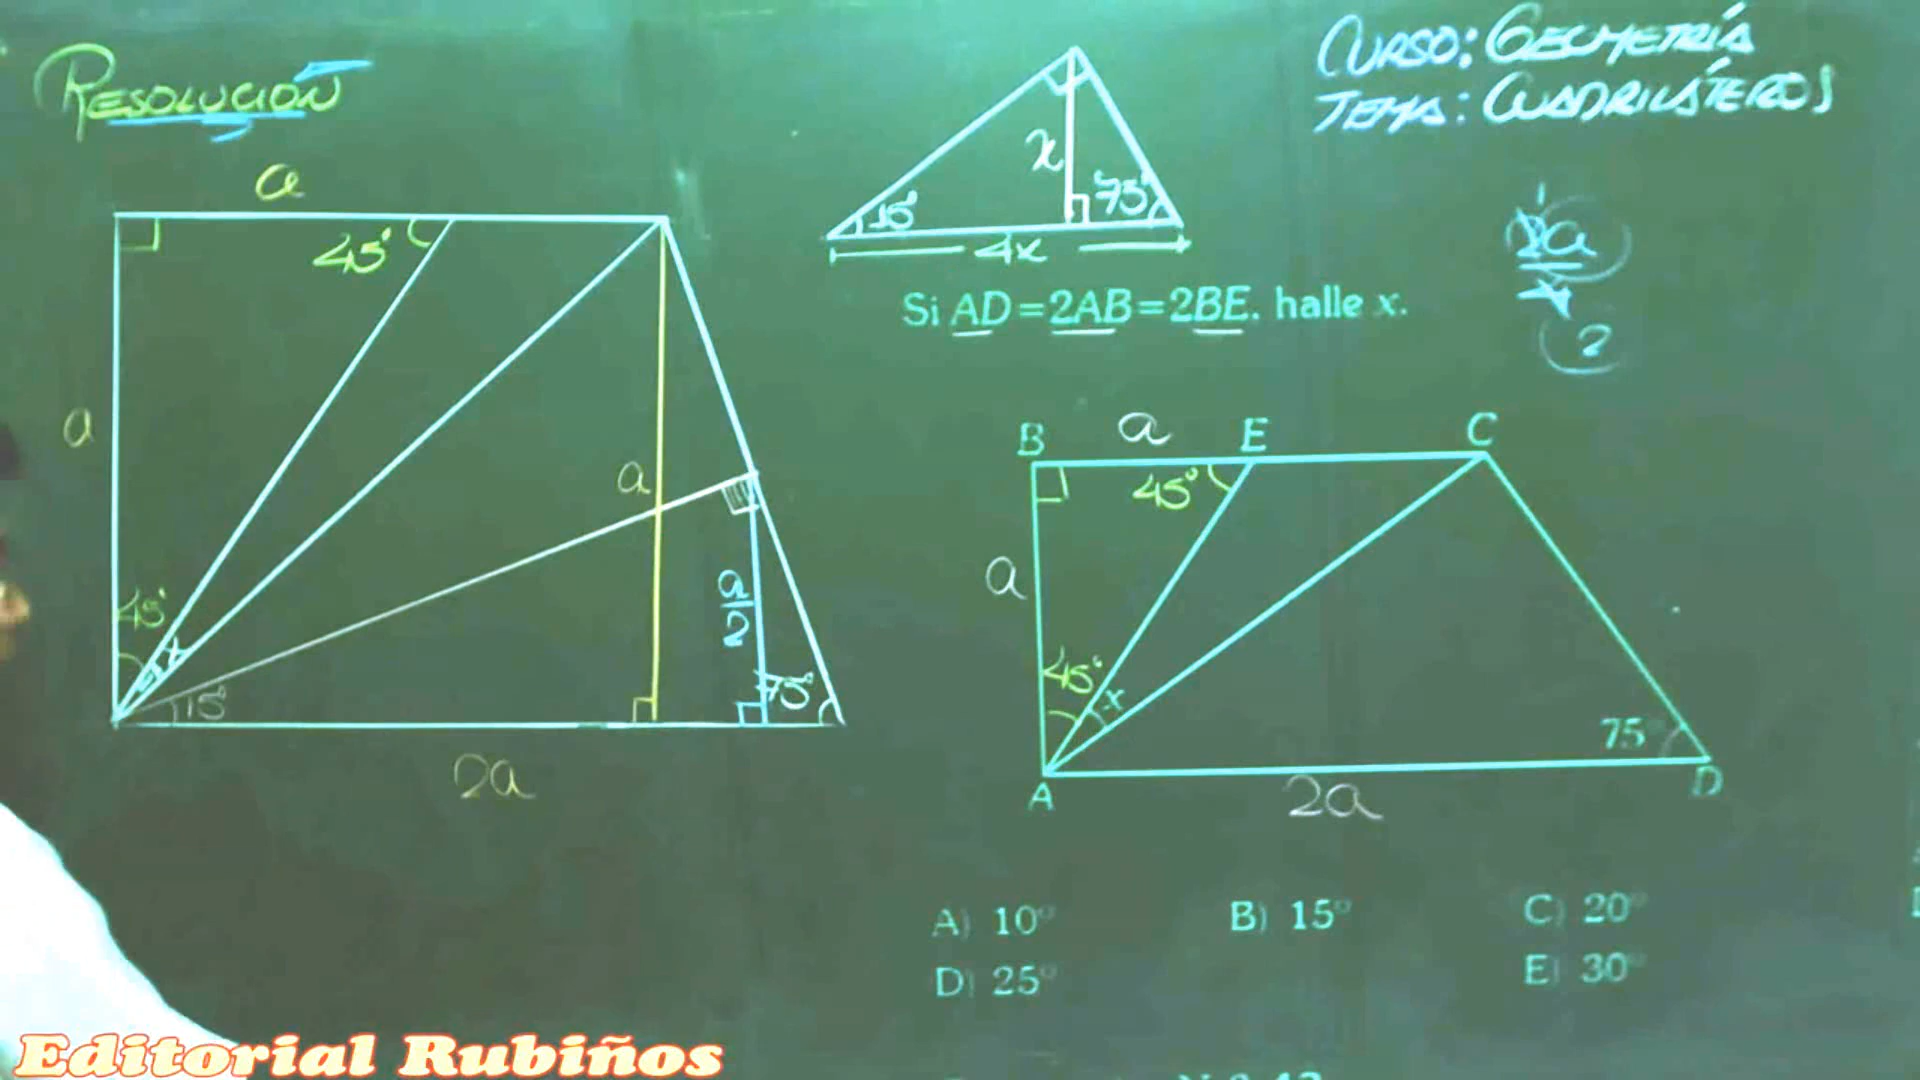 RESOLUCIÓN
CURSO: GEOMETRÍA
TEMA: CUADRILÁTEROS
a
45°
a
a
a/2
45°
x
15°
75°
2a
x
15°
75°
4x
Si AD=2AB=2BE. halle x.
2a
4
2
B a E C
45°
a
45°
x
75°
A 2a D
A) 10° B) 15° C) 20°
D) 25° E) 30°
Editorial Rubiños